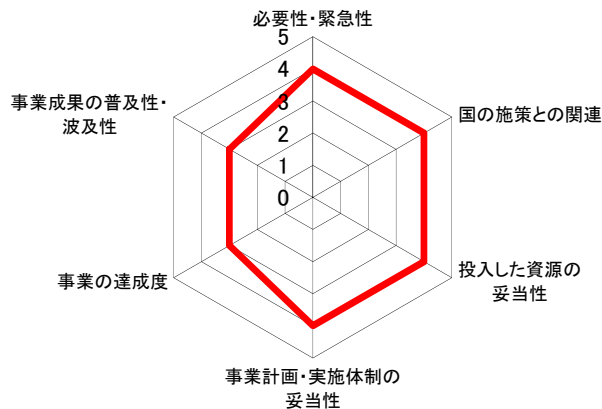 必要性・緊急性
5
4
3
2
1
0
国の施策との関連
投入した資源の
妥当性
事業計画・実施体制の
妥当性
事業の達成度
事業成果の普及性・
波及性